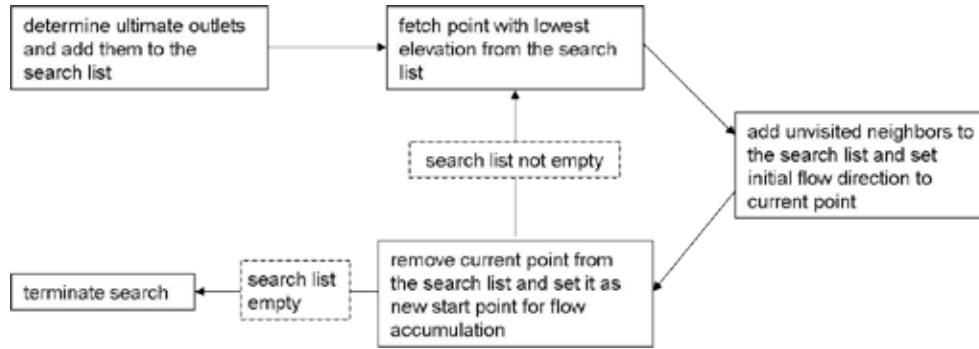 determine ultimate outlets
and add them to the
search list
fetch point with lowest
elevation from the search
list
add unvisited neighbors to
the search list and set
initial flow direction to
current point
search list not empty
remove current point from
the search list and set it as
new start point for flow
accumulation
search list
empty
terminate search